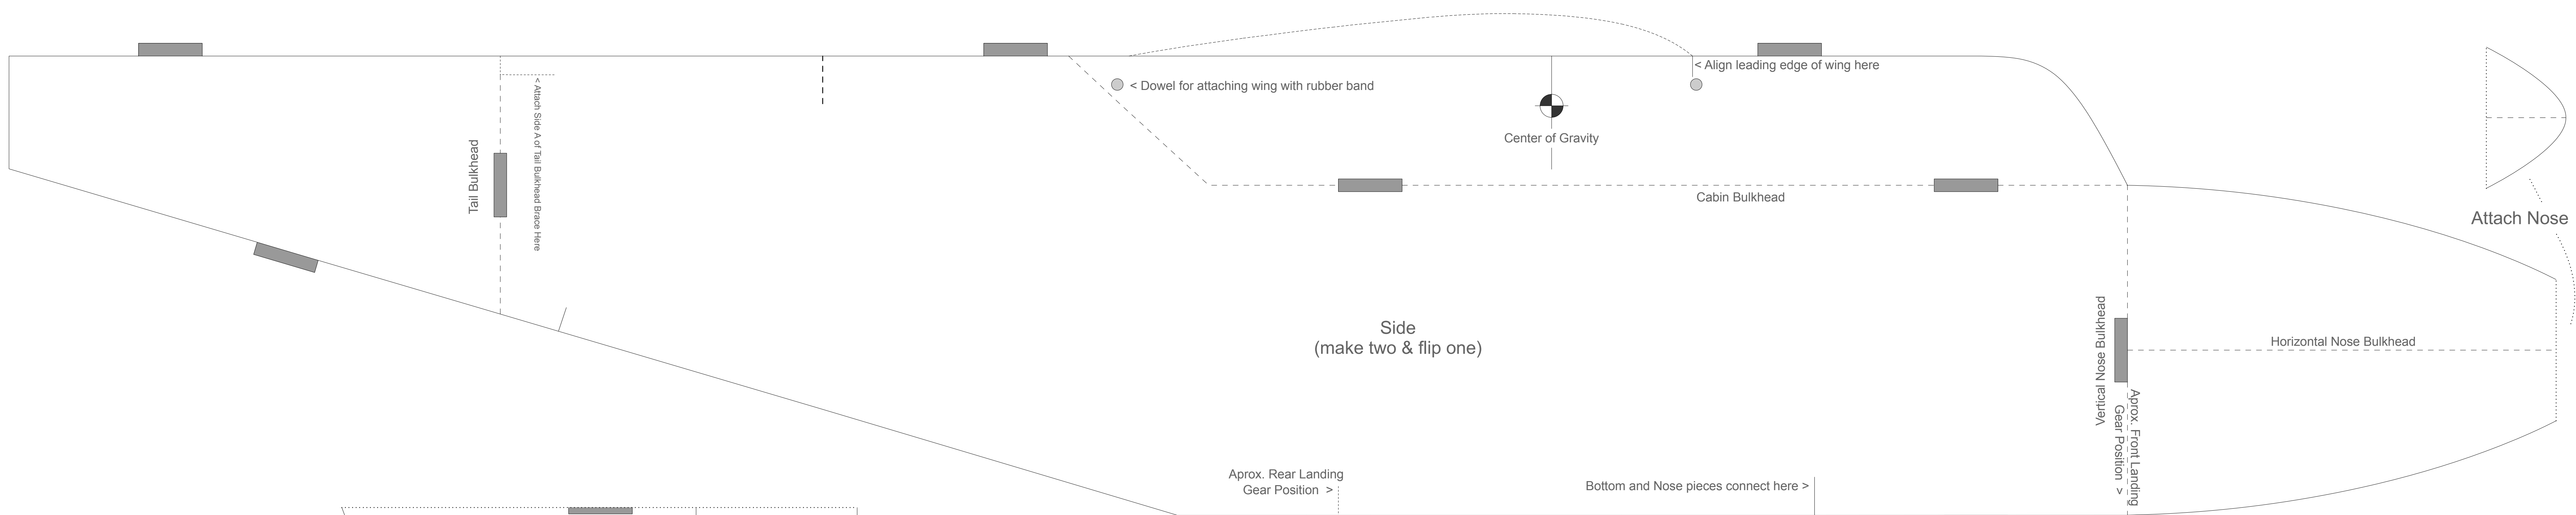 < Align leading edge of wing here
< Dowel for attaching wing with rubber band
Center of Gravity
Tail Bulkhead
< Attach Side A of Tail Bulkhead Brace Here
Cabin Bulkhead
Attach Nose
Side
(make two & flip one)
Vertical Nose Bulkhead
Horizontal Nose Bulkhead
Aprox. Front Landing
Gear Position >
Aprox. Rear Landing
Gear Position >
Bottom and Nose pieces connect here >